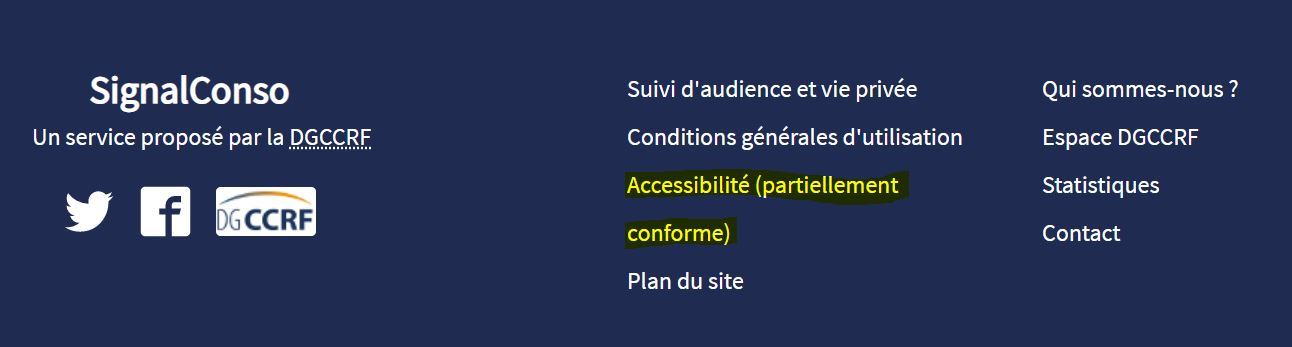 SignalConso
Un service proposé par la DGCCRF
DGCCRF
Suivi d'audience et vie privée
Conditions générales d'utilisation
Accessibilité (partiellement
conforme)
Plan du site
Qui sommes-nous ?
Espace DGCCRF
Statistiques
Contact